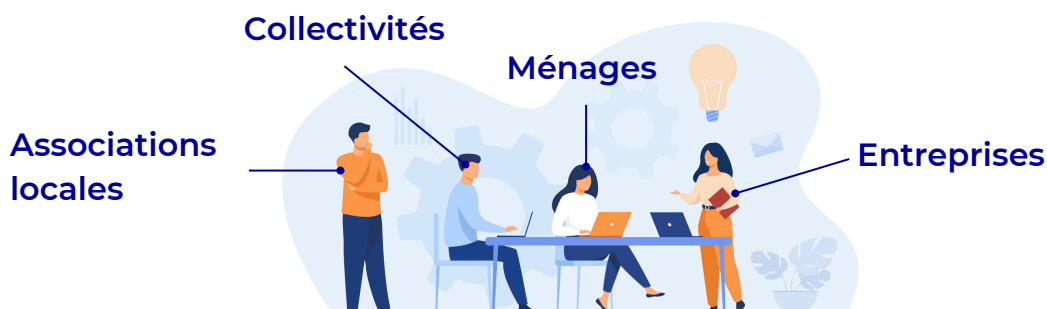 Collectivités
Ménages
Associations
locales
Entreprises